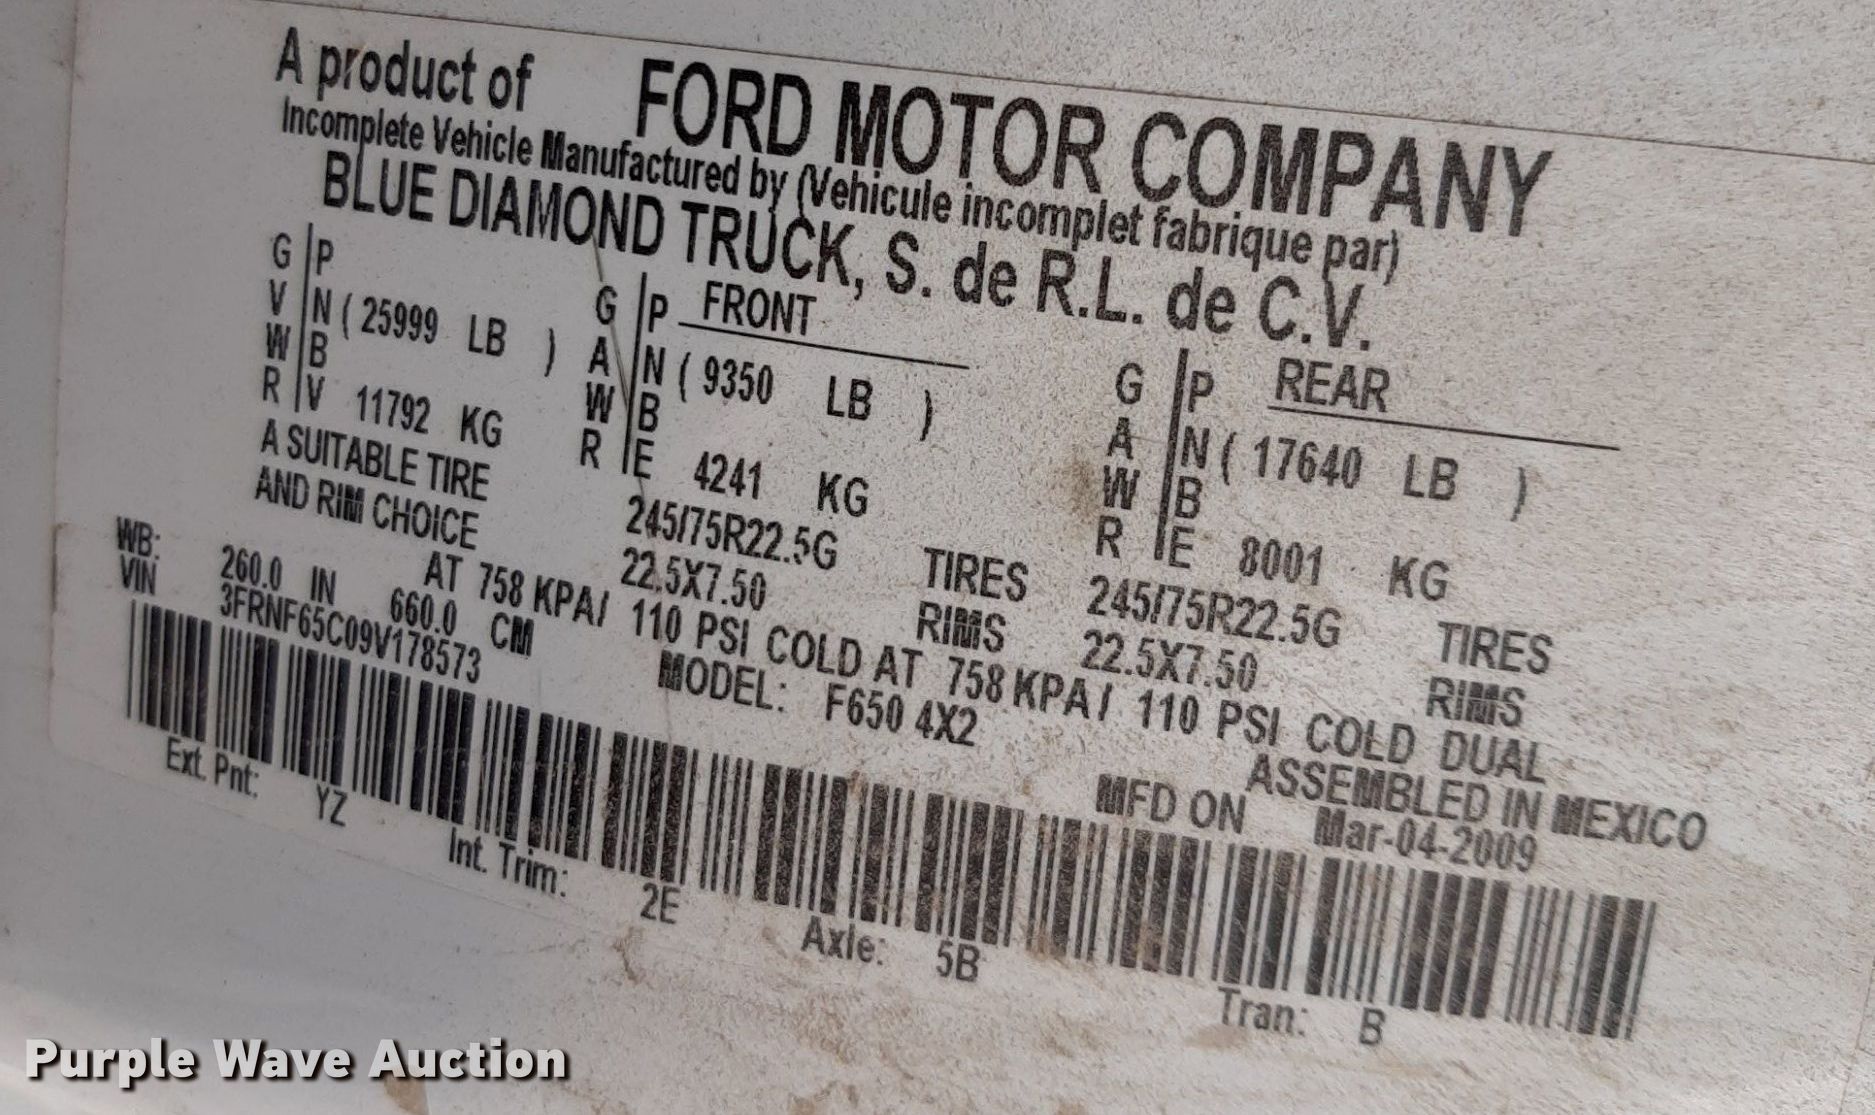 A product of FORD MOTOR COMPANY
Incomplete Vehicle Manufactured by (Vehicule incomplet fabrique par)
BLUE DIAMOND TRUCK, S. de R.L. de C.V.
G P G P FRONT G P REAR
V N ( 25999 LB ) A N ( 9350 LB ) A N ( 17640 LB )
W B W B W B
R V 11792 KG R E 4241 KG R E 8001 KG
A SUITABLE TIRE 245/75R22.5G TIRES 245/75R22.5G TIRES
AND RIM CHOICE 22.5X7.50 RIMS 22.5X7.50 RIMS
AT 758 KPA/ 110 PSI COLD AT 758 KPA/ 110 PSI COLD DUAL
WB: 260.0 IN 660.0 CM MODEL: F650 4X2 ASSEMBLED IN MEXICO
VIN 3FRNF65C09V178573 MFD ON Mar-04-2009
Ext. Pnt: YZ Int. Trim: 2E Axle: 5B Tran: B
Purple Wave Auction